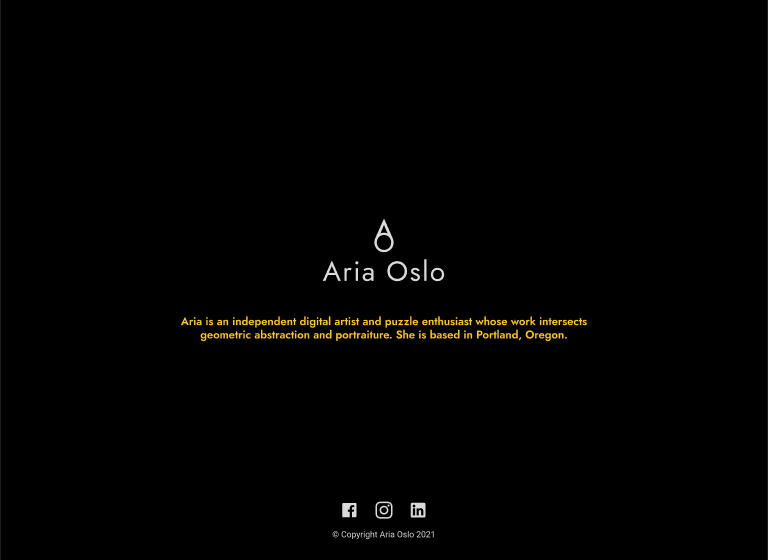 Aria Oslo
Aria is an independent digital artist and puzzle enthusiast whose work intersects
geometric abstraction and portraiture. She is based in Portland, Oregon.
© Copyright Aria Oslo 2021